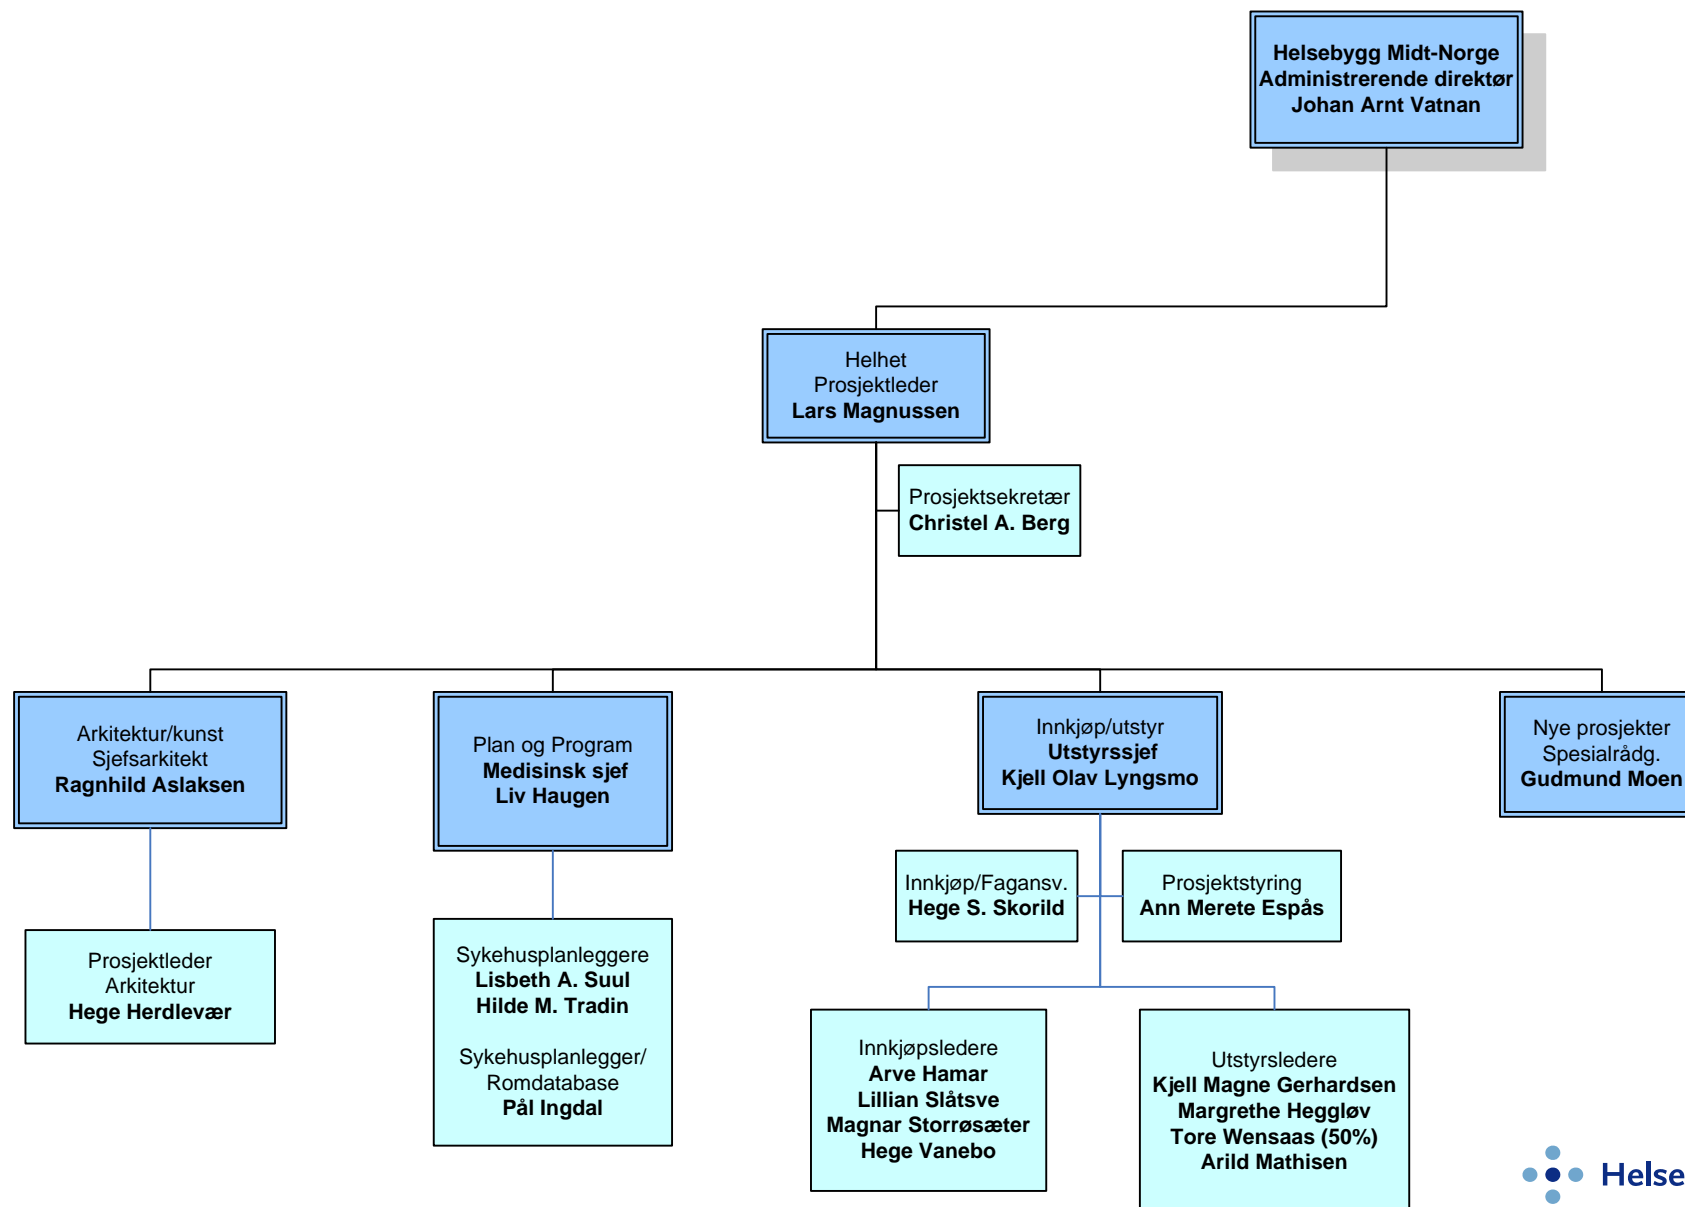 Helsebygg Midt-Norge
Administrerende direktør
Johan Arnt Vatnan
Helhet
Prosjektleder
Lars Magnussen
Prosjektsekretær
Christel A. Berg
Arkitektur/kunst
Sjefsarkitekt
Ragnhild Aslaksen
Plan og Program
Medisinsk sjef
Liv Haugen
Innkjøp/utstyr
Utstyrssjef
Kjell Olav Lyngsmo
Nye prosjekter
Spesialrådg.
Gudmund Moen
Prosjektleder
Arkitektur
Hege Herdlevær
Sykehusplanleggere
Lisbeth A. Suul
Hilde M. Tradin
Sykehusplanlegger/
Romdatabase
Pål Ingdal
Innkjøp/Fagansv.
Hege S. Skorild
Prosjektstyring
Ann Merete Espås
Innkjøpsledere
Arve Hamar
Lillian Slåtsve
Magnar Storrøsæter
Hege Vanebo
Utstyrsledere
Kjell Magne Gerhardsen
Margrethe Heggløv
Tore Wensaas (50%)
Arild Mathisen
Helse